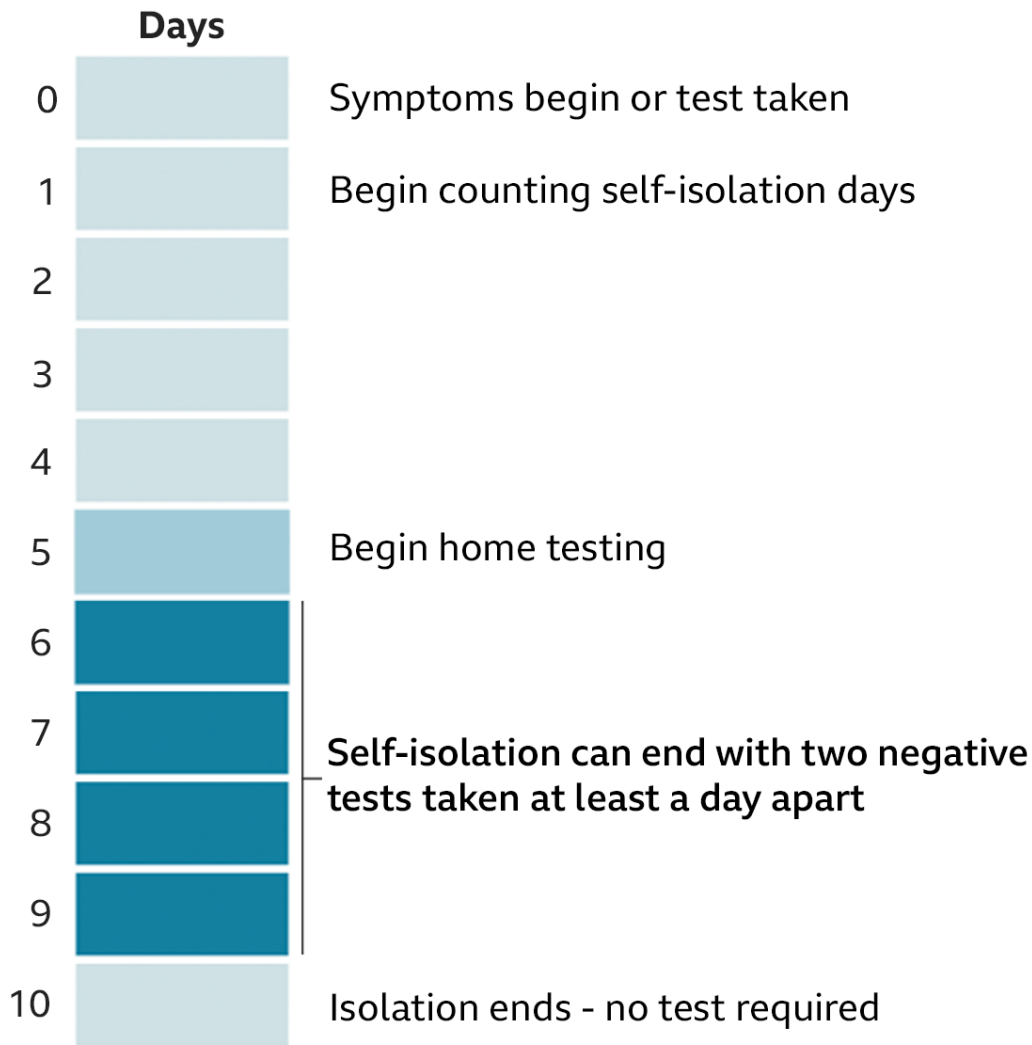 Days
0 Symptoms begin or test taken
1 Begin counting self-isolation days
2
3
4
5 Begin home testing
6
7
Self-isolation can end with two negative
tests taken at least a day apart
8
9
10 Isolation ends - no test required